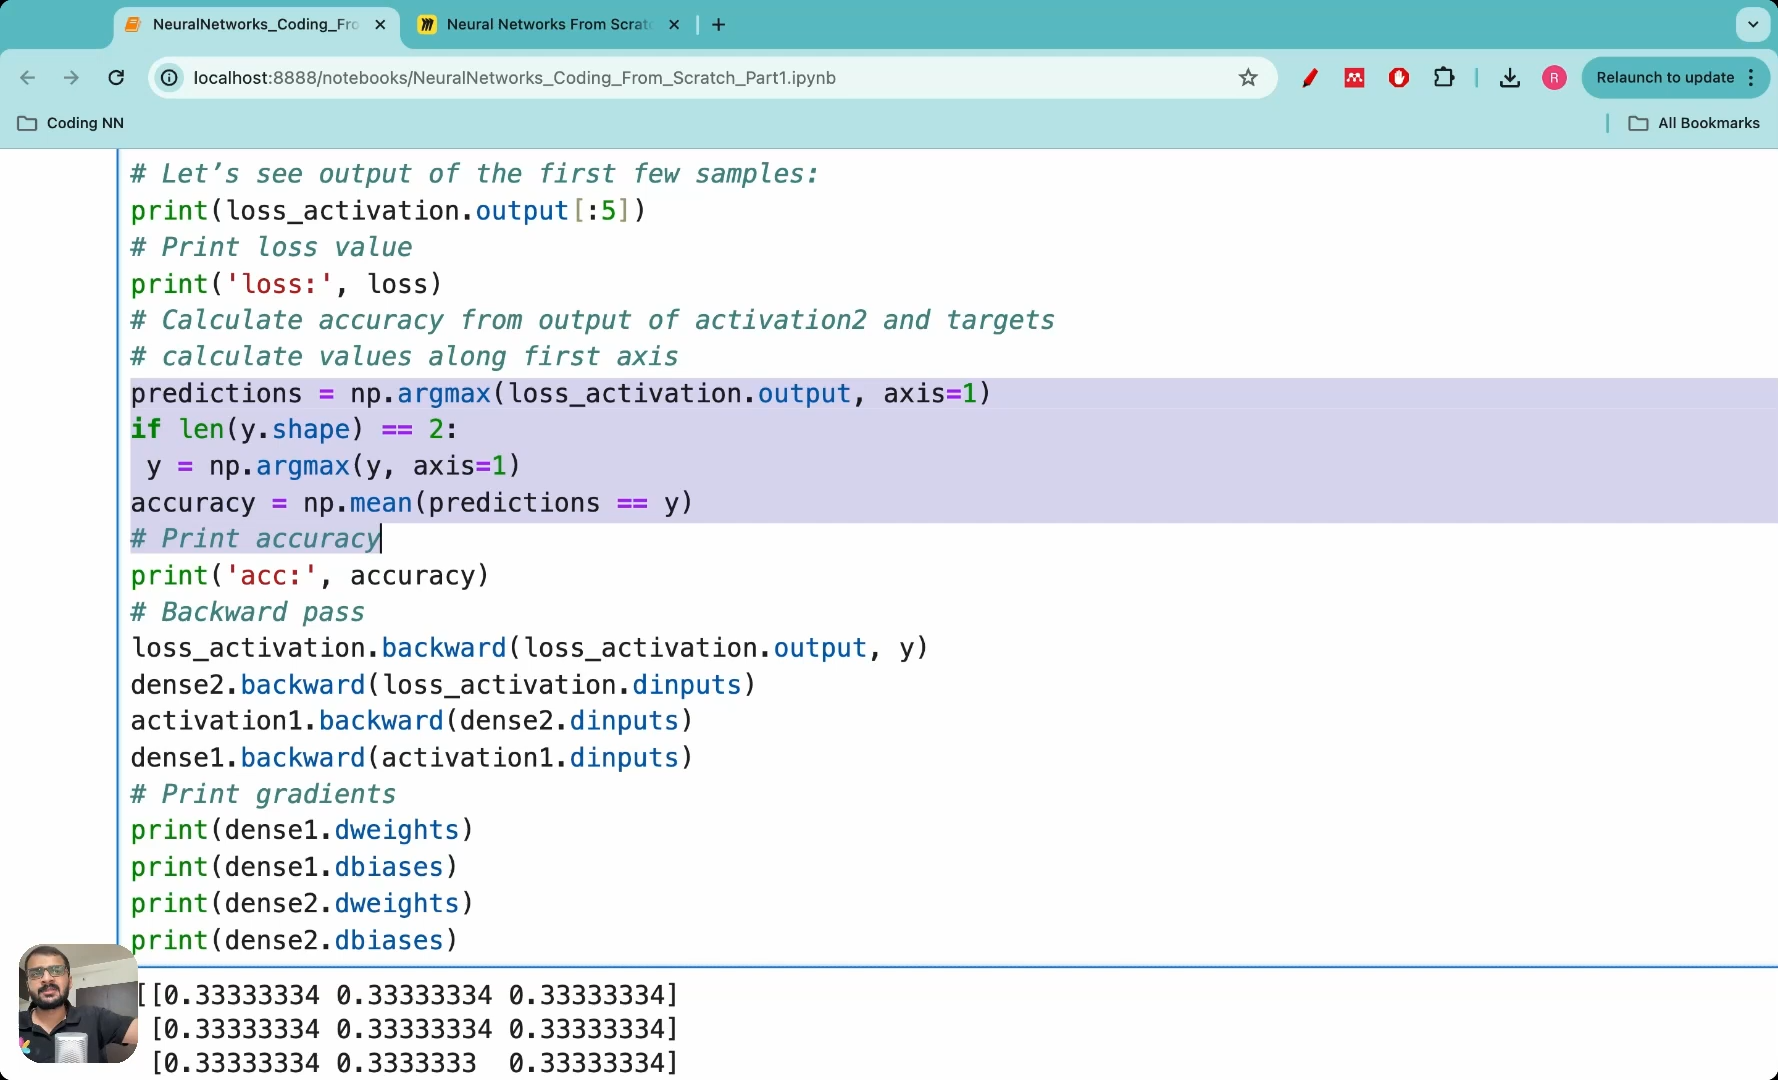 NeuralNetworks_Coding_Fro
Neural Networks From Scrat
localhost:8888/notebooks/NeuralNetworks_Coding_From_Scratch_Part1.ipynb
R
Relaunch to update
Coding NN
All Bookmarks
# Let’s see output of the first few samples:
print(loss_activation.output[:5])
# Print loss value
print('loss:', loss)
# Calculate accuracy from output of activation2 and targets
# calculate values along first axis
predictions = np.argmax(loss_activation.output, axis=1)
if len(y.shape) == 2:
 y = np.argmax(y, axis=1)
accuracy = np.mean(predictions == y)
# Print accuracy
print('acc:', accuracy)
# Backward pass
loss_activation.backward(loss_activation.output, y)
dense2.backward(loss_activation.dinputs)
activation1.backward(dense2.dinputs)
dense1.backward(activation1.dinputs)
# Print gradients
print(dense1.dweights)
print(dense1.dbiases)
print(dense2.dweights)
print(dense2.dbiases)
[[0.33333334 0.33333334 0.33333334]
 [0.33333334 0.33333334 0.33333334]
 [0.33333334 0.3333333  0.33333334]